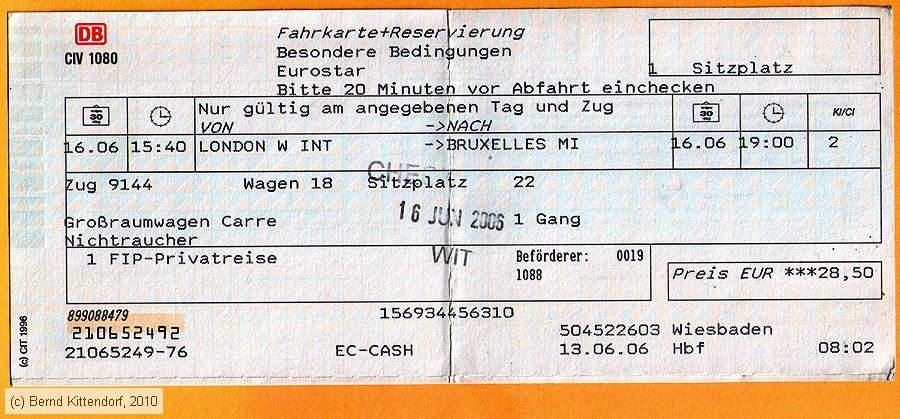 DB
CIV 1080
Fahrkarte+Reservierung
Besondere Bedingungen
Eurostar
1 Sitzplatz
Bitte 20 Minuten vor Abfahrt einchecken
Nur gültig am angegebenen Tag und Zug
VON ->NACH
Kl/Cl
16.06 15:40 LONDON W INT ->BRUXELLES MI 16.06 19:00 2
Zug 9144 Wagen 18 Sitzplatz 22
16 JUN 2006
Großraumwagen Carre 1 Gang
Nichtraucher
WIT
1 FIP-Privatreise
Beförderer: 0019
1088
Preis EUR ***28,50
899088479
156934456310
210652492
504522603 Wiesbaden
21065249-76 EC-CASH 13.06.06 Hbf 08:02
(c) CIT 1996
(c) Bernd Kittendorf, 2010